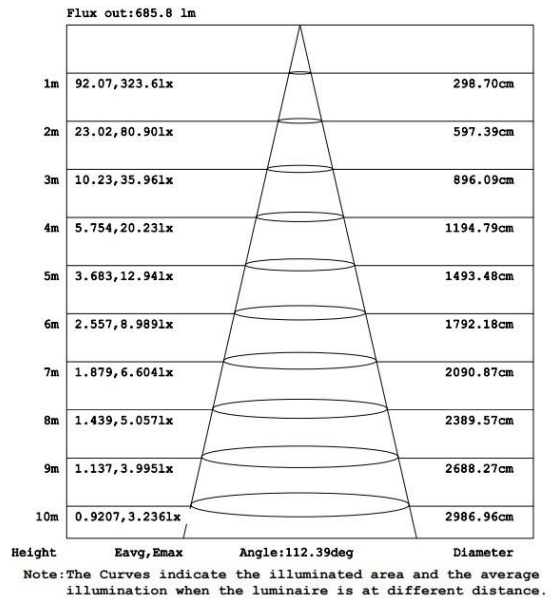 Flux out:685.8 lm
1m 92.07,323.6lx 298.70cm
2m 23.02,80.90lx 597.39cm
3m 10.23,35.96lx 896.09cm
4m 5.754,20.23lx 1194.79cm
5m 3.683,12.94lx 1493.48cm
6m 2.557,8.989lx 1792.18cm
7m 1.879,6.604lx 2090.87cm
8m 1.439,5.057lx 2389.57cm
9m 1.137,3.995lx 2688.27cm
10m 0.9207,3.236lx 2986.96cm
Height Eavg,Emax Angle:112.39deg Diameter
Note:The Curves indicate the illuminated area and the average
illumination when the luminaire is at different distance.